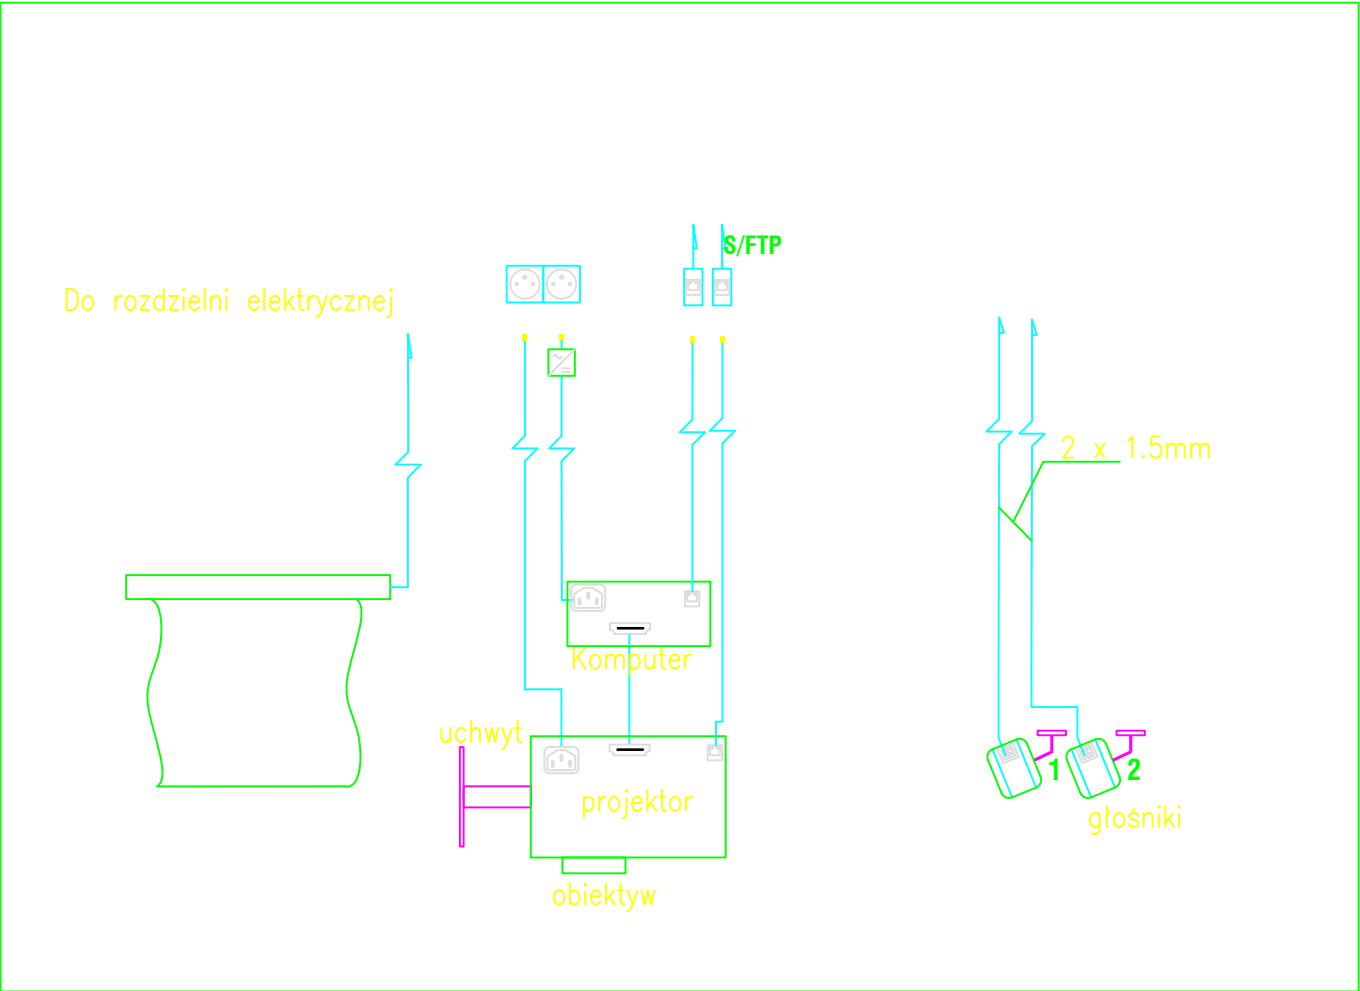 S/FTP
Do rozdzielni elektrycznej
2 x 1.5mm
Komputer
uchwyt
1
2
projektor
głośniki
obiektyw